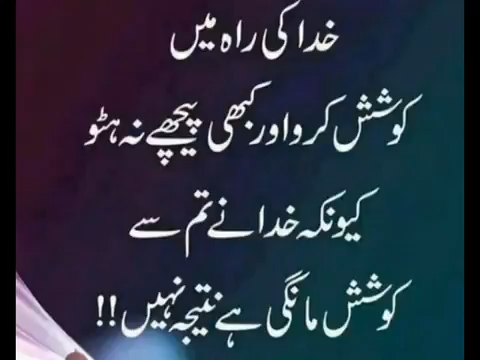 خدا کی راہ میں
کوشش کرو اور کبھی پیچھے نہ ہٹو
کیونکہ خدا نے تم سے
کوشش مانگی ہے نتیجہ نہیں!!